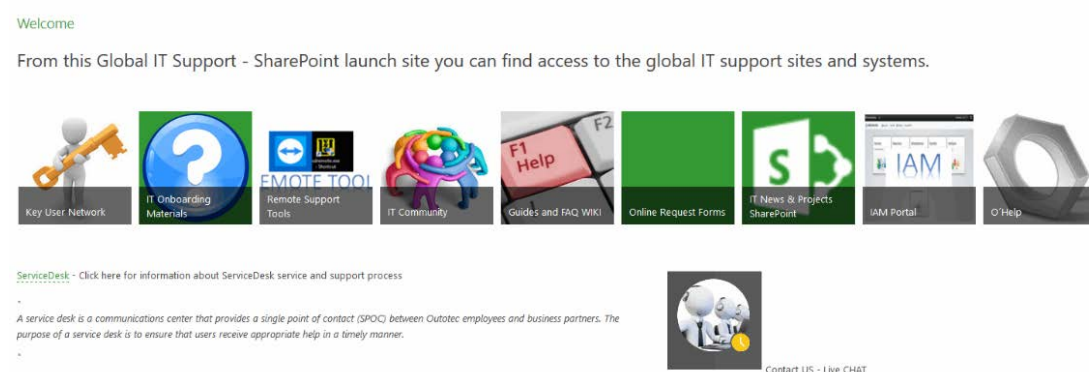 Welcome
From this Global IT Support - SharePoint launch site you can find access to the global IT support sites and systems.
Key User Network
IT Onboarding
Materials
EMOTE TOOL
Remote Support
Tools
IT Community
F1
Help
F2
Guides and FAQ WIKI
Online Request Forms
S
IT News & Projects
SharePoint
IAM
IAM Portal
O´Help
ServiceDesk - Click here for information about ServiceDesk service and support process
A service desk is a communications center that provides a single point of contact (SPOC) between Outotec employees and business partners. The
purpose of a service desk is to ensure that users receive appropriate help in a timely manner.
Contact US - Live CHAT